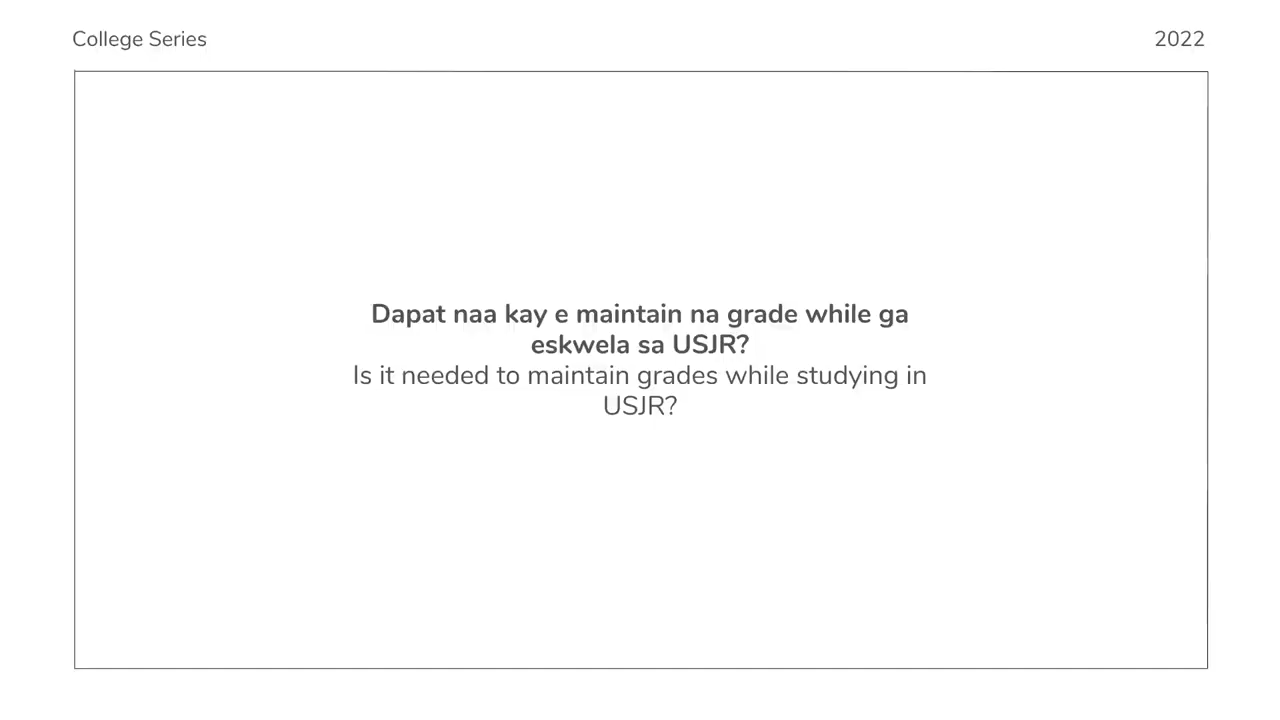 College Series
2022
Dapat naa kay e maintain na grade while ga
eskwela sa USJR?
Is it needed to maintain grades while studying in
USJR?